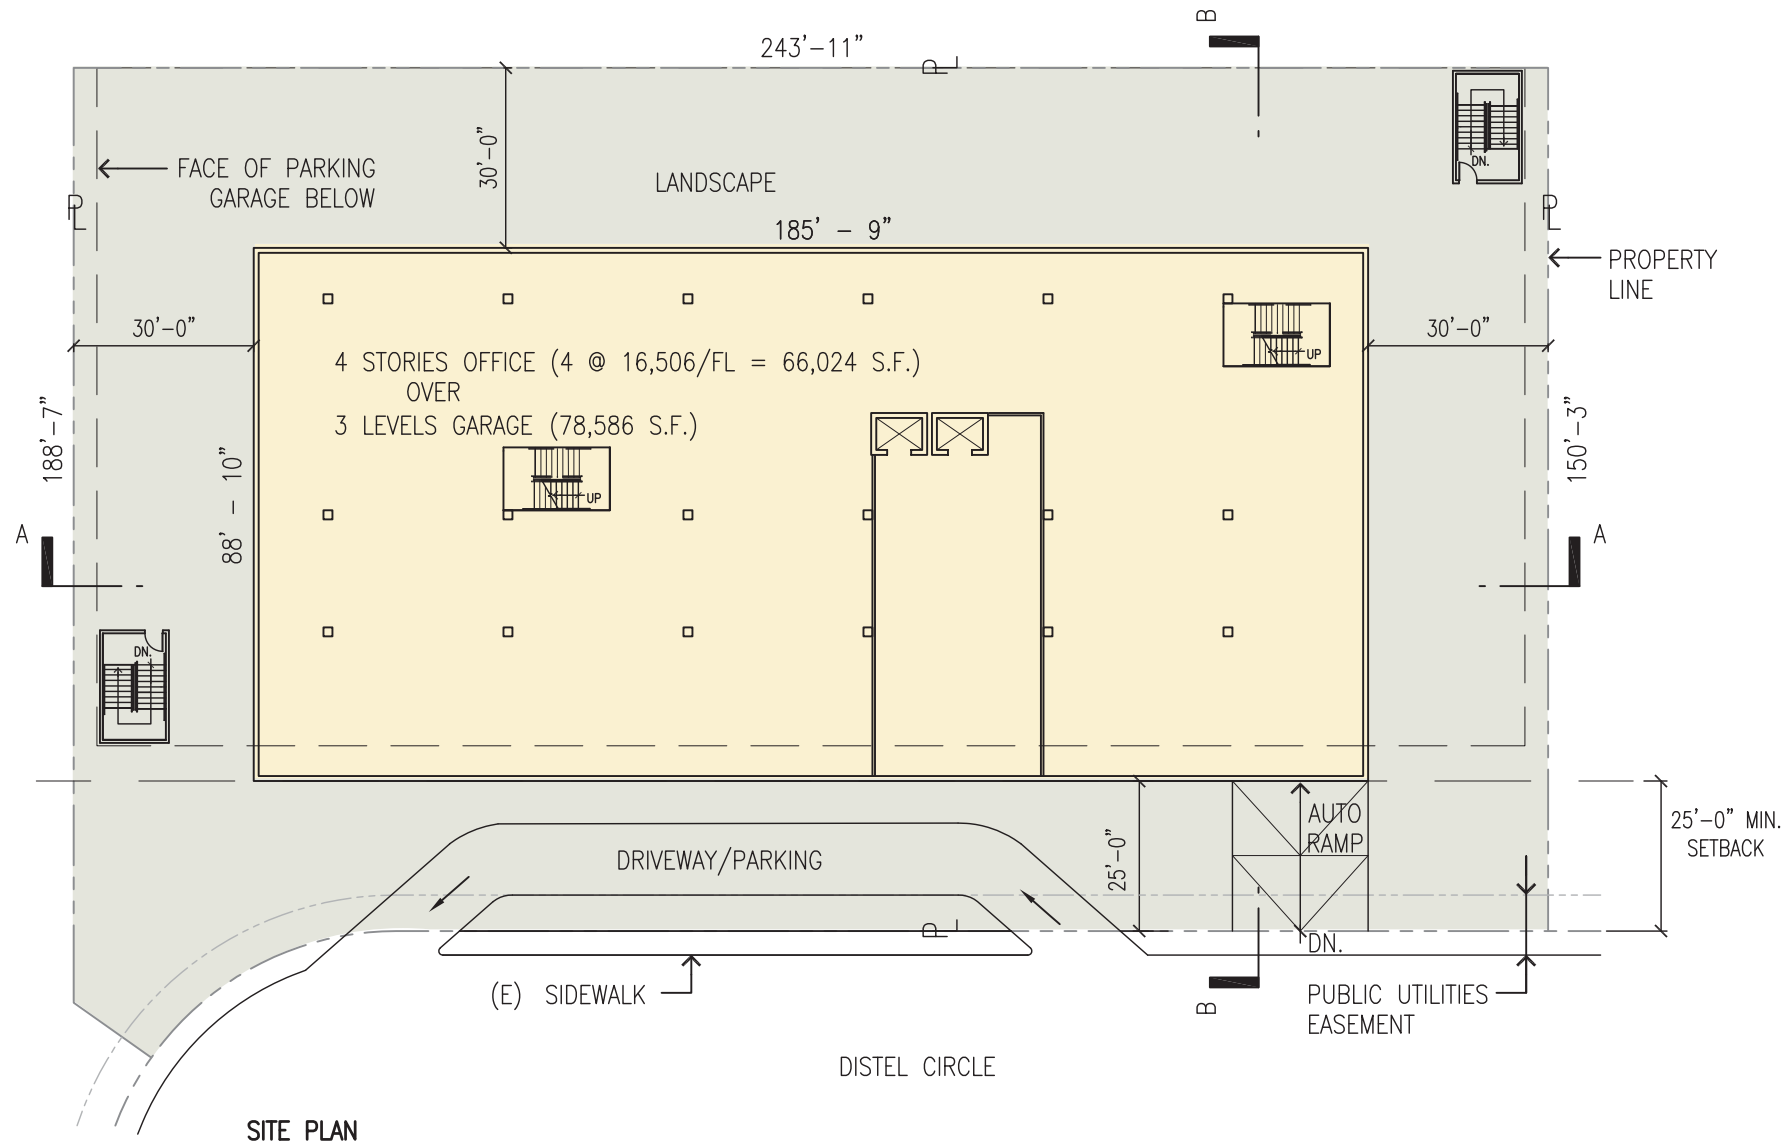 B
243'-11"
PL
30'-0"
FACE OF PARKING
GARAGE BELOW
LANDSCAPE
DN.
PL
PL
185' - 9"
PROPERTY
LINE
30'-0"
30'-0"
4 STORIES OFFICE (4 @ 16,506/FL = 66,024 S.F.)
OVER
3 LEVELS GARAGE (78,586 S.F.)
UP
188'-7"
150'-3"
88' - 10"
UP
A
A
DN.
AUTO
RAMP
25'-0" MIN.
SETBACK
DRIVEWAY/PARKING
25'-0"
PL
DN.
(E) SIDEWALK
B
PUBLIC UTILITIES
EASEMENT
DISTEL CIRCLE
SITE PLAN